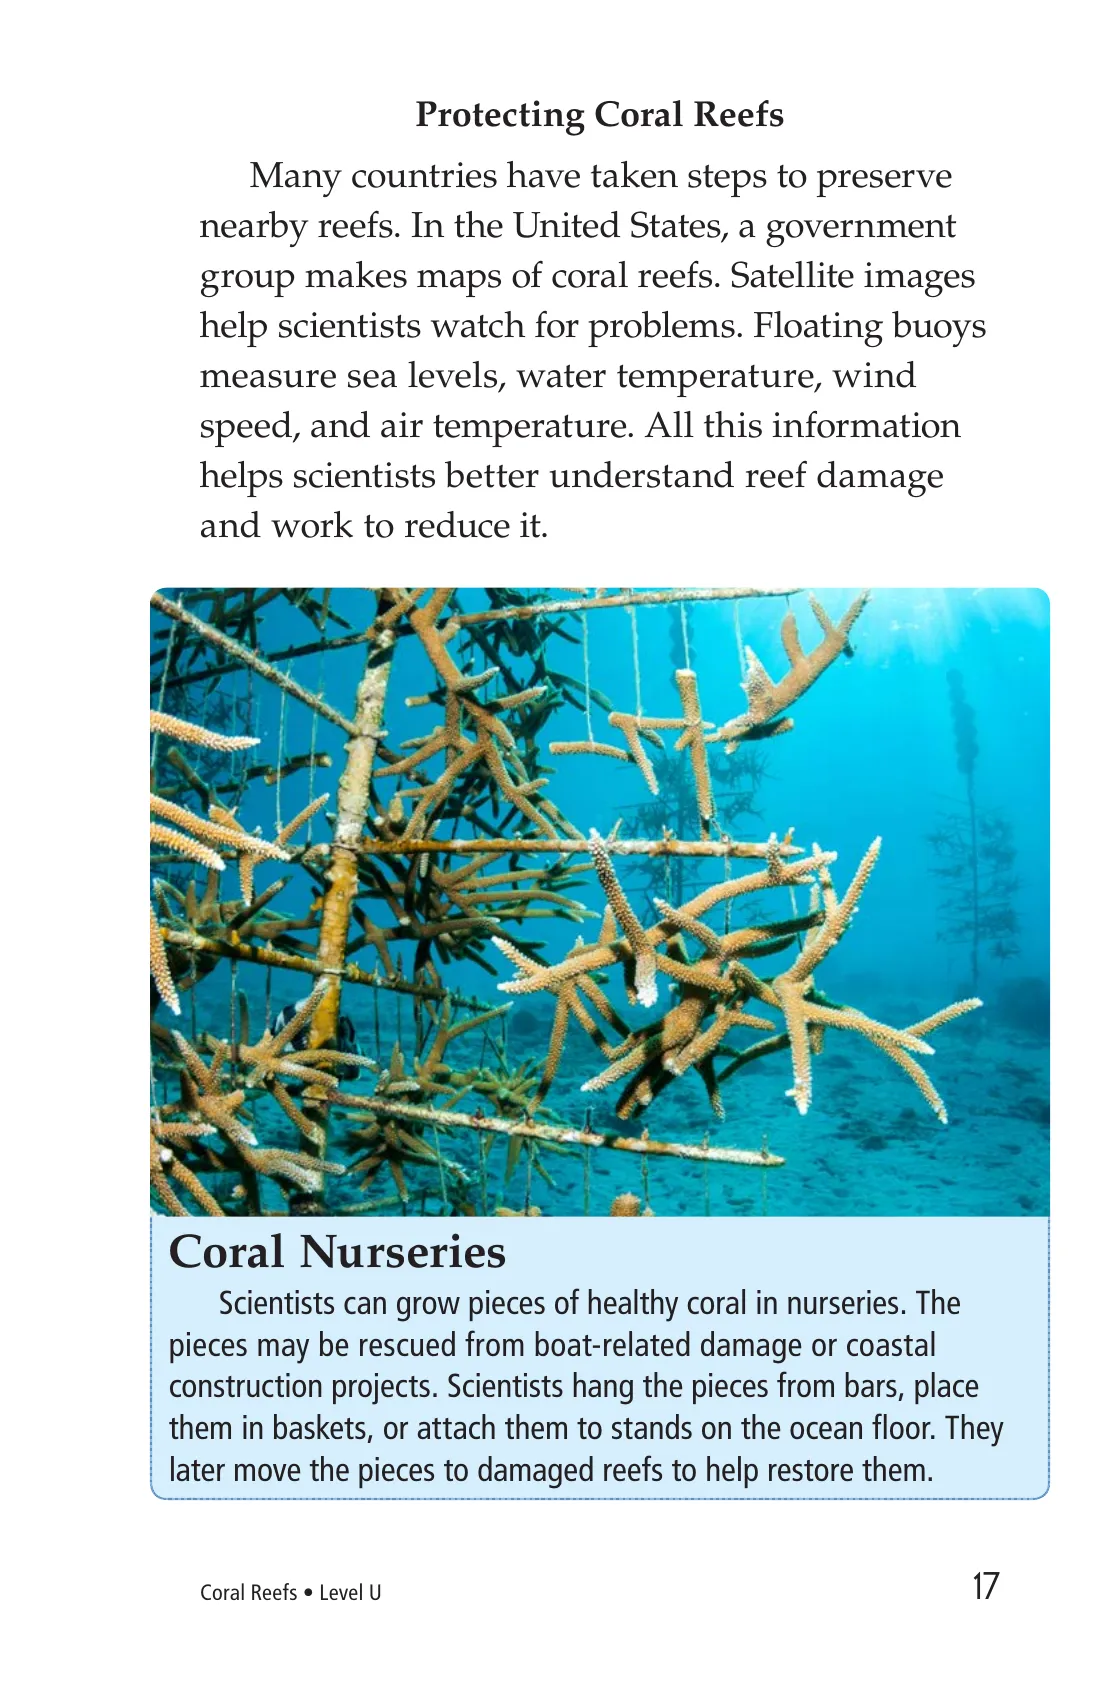 Protecting Coral Reefs
Many countries have taken steps to preserve
nearby reefs. In the United States, a government
group makes maps of coral reefs. Satellite images
help scientists watch for problems. Floating buoys
measure sea levels, water temperature, wind
speed, and air temperature. All this information
helps scientists better understand reef damage
and work to reduce it.
Coral Nurseries
Scientists can grow pieces of healthy coral in nurseries. The
pieces may be rescued from boat-related damage or coastal
construction projects. Scientists hang the pieces from bars, place
them in baskets, or attach them to stands on the ocean floor. They
later move the pieces to damaged reefs to help restore them.
Coral Reefs • Level U
17